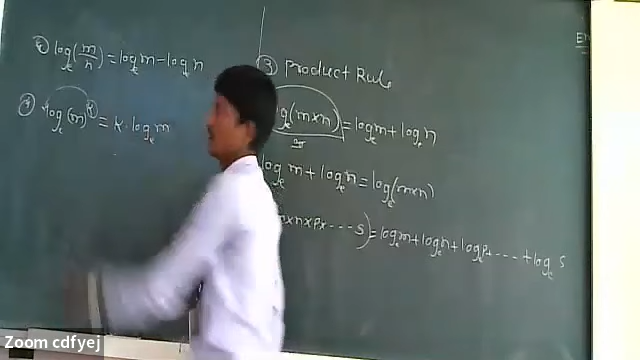 ② log_e(m/n) = log_e m - log_e n
④ log_e(m)^k = k · log_e m
③ Product Rule
(m×n) = log_e m + log_e n
log_e m + log_e n = log_e(m×n)
×n×p× ---- s) = log_e m + log_e n + log_e p + ---- + log_e s
Zoom cdfyej